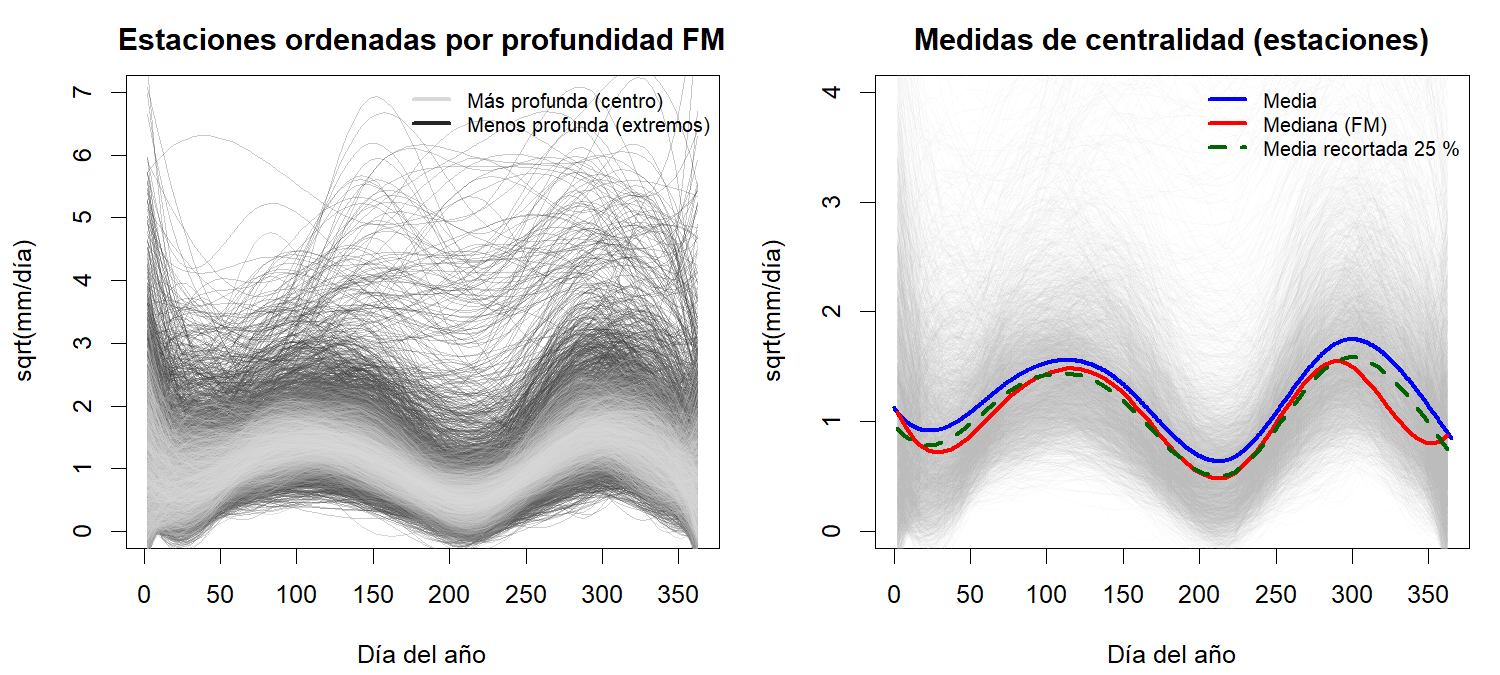 Estaciones ordenadas por profundidad FM
sqrt(mm/día)
7
6
5
4
3
2
1
0
Más profunda (centro)
Menos profunda (extremos)
0 50 100 150 200 250 300 350
Día del año
Medidas de centralidad (estaciones)
sqrt(mm/día)
4
3
2
1
0
Media
Mediana (FM)
Media recortada 25 %
0 50 100 150 200 250 300 350
Día del año